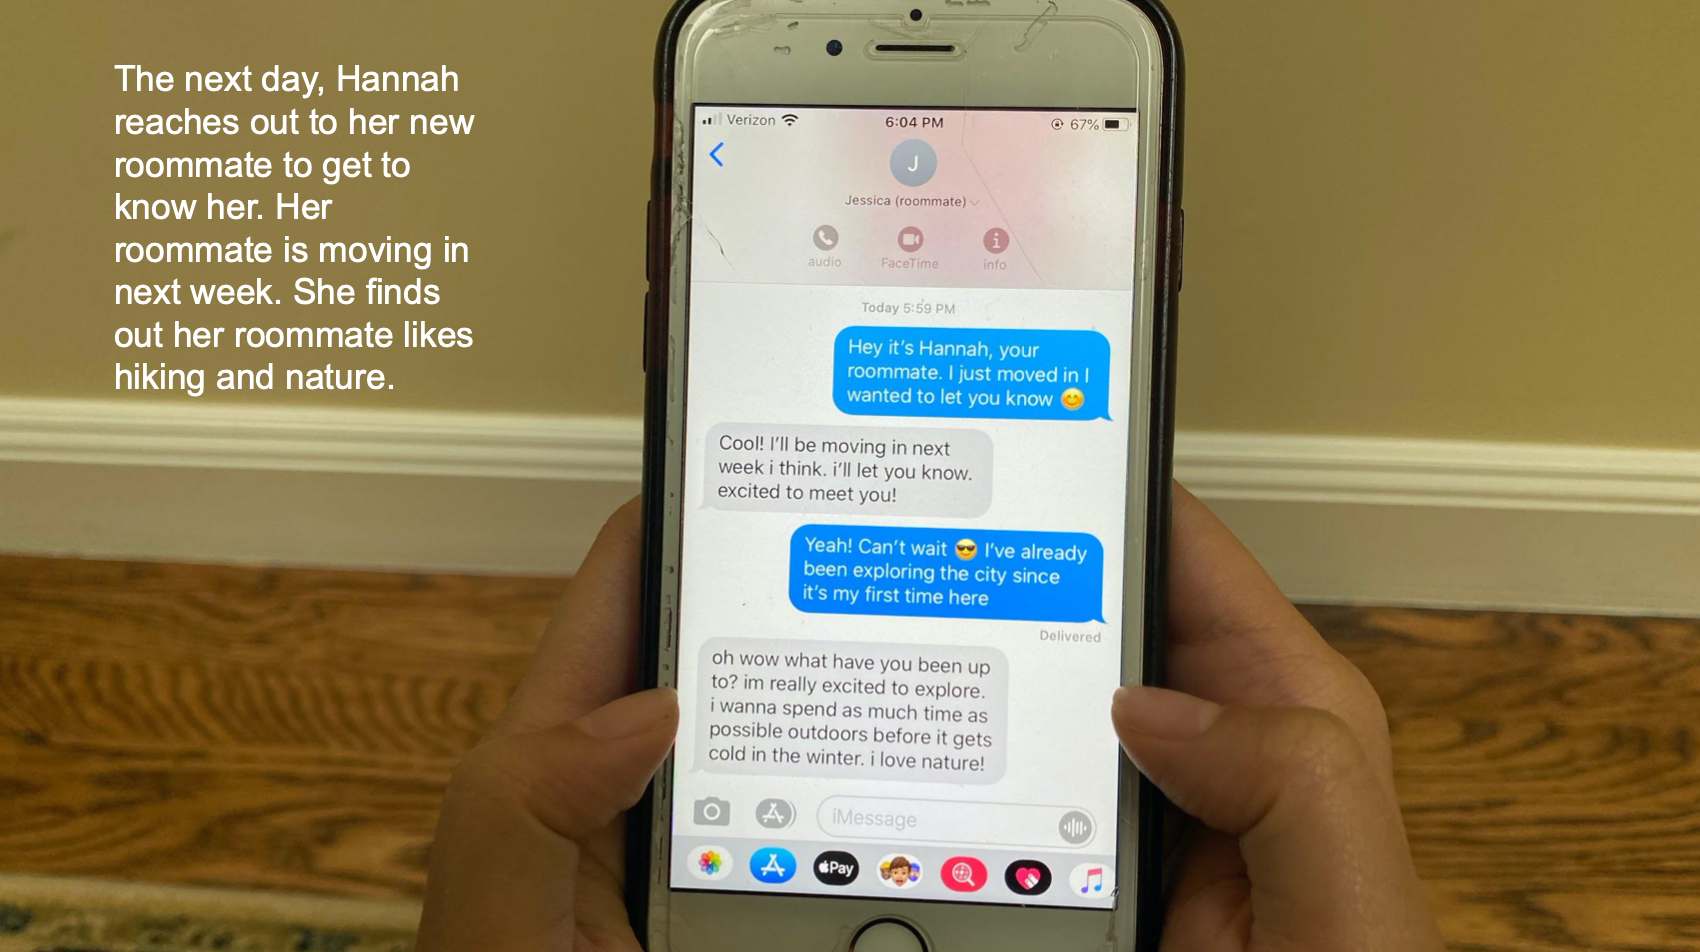 The next day, Hannah
reaches out to her new
roommate to get to
know her. Her
roommate is moving in
next week. She finds
out her roommate likes
hiking and nature.
Verizon
6:04 PM
67%
J
Jessica (roommate)
audio
FaceTime
info
Today 5:59 PM
Hey it's Hannah, your
roommate. I just moved in I
wanted to let you know 😊
Cool! I'll be moving in next
week i think. i'll let you know.
excited to meet you!
Yeah! Can't wait 😎 I've already
been exploring the city since
it's my first time here
Delivered
oh wow what have you been up
to? im really excited to explore.
i wanna spend as much time as
possible outdoors before it gets
cold in the winter. i love nature!
iMessage
Pay